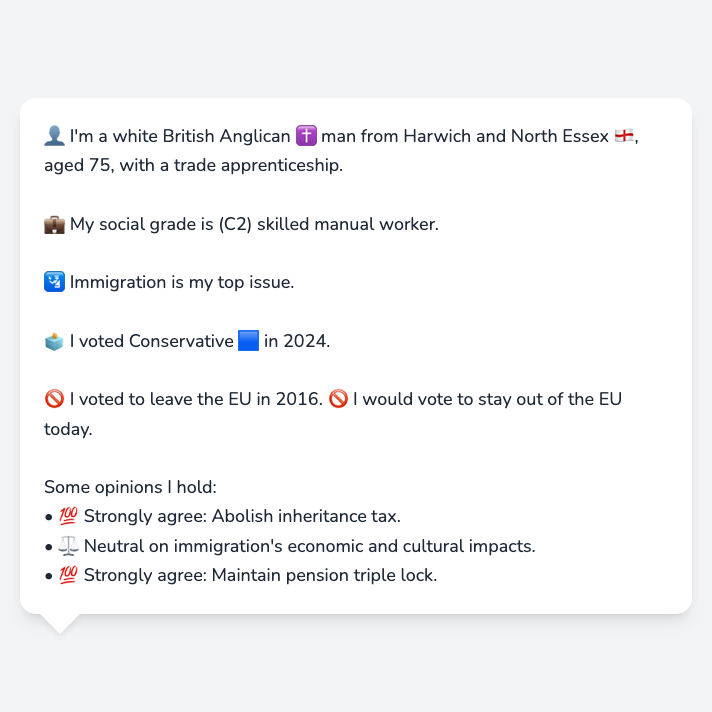 👤 I'm a white British Anglican ✝️ man from Harwich and North Essex 🏴󠁧󠁢󠁥󠁮󠁧󠁿,
aged 75, with a trade apprenticeship.
💼 My social grade is (C2) skilled manual worker.
🛂 Immigration is my top issue.
🗳️ I voted Conservative 🟦 in 2024.
🚫 I voted to leave the EU in 2016. 🚫 I would vote to stay out of the EU
today.
Some opinions I hold:
• 💯 Strongly agree: Abolish inheritance tax.
• ⚖️ Neutral on immigration's economic and cultural impacts.
• 💯 Strongly agree: Maintain pension triple lock.